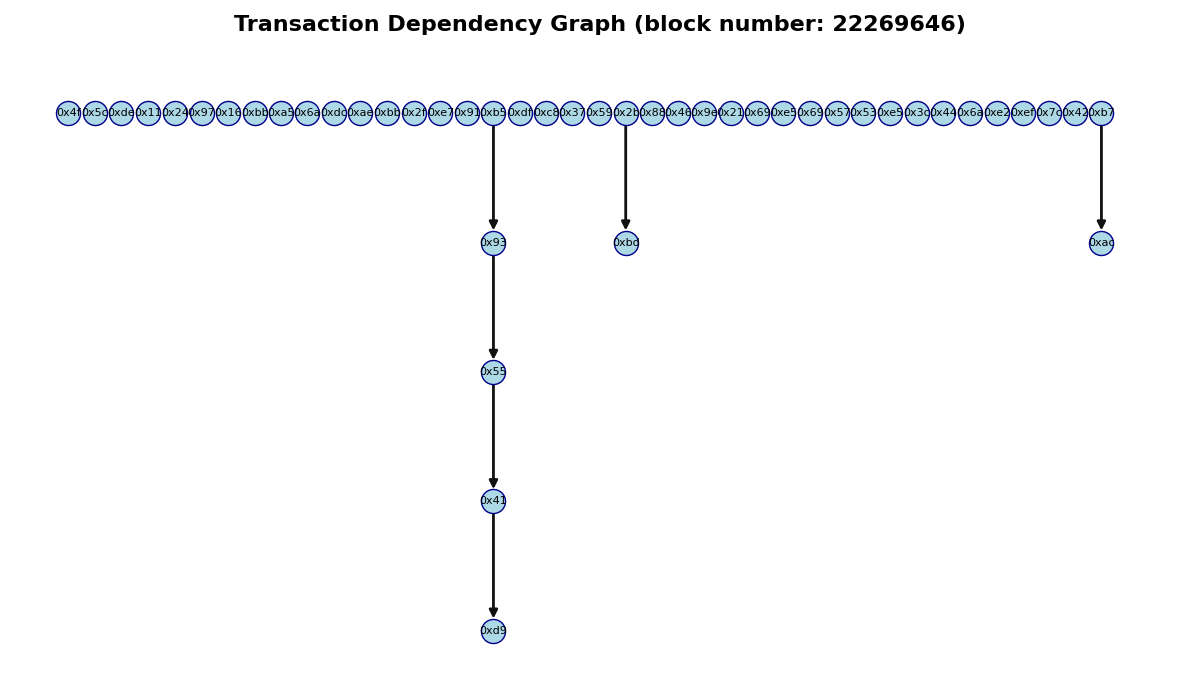 Transaction Dependency Graph (block number: 22269646)
0x4f 0x5c 0xde 0x11 0x24 0x97 0x16 0xbb 0xa5 0x6a 0xdc 0xae 0xbb 0x2f 0xe7 0x91 0xb5 0xdf 0xc8 0x37 0x59 0x2b 0x88 0x46 0x9e 0x21 0x69 0xe5 0x69 0x57 0x53 0xe5 0x3c 0x44 0x6a 0xe2 0xef 0x7c 0x42 0xb7
0x93 0xbd 0xac
0x55
0x41
0xd9